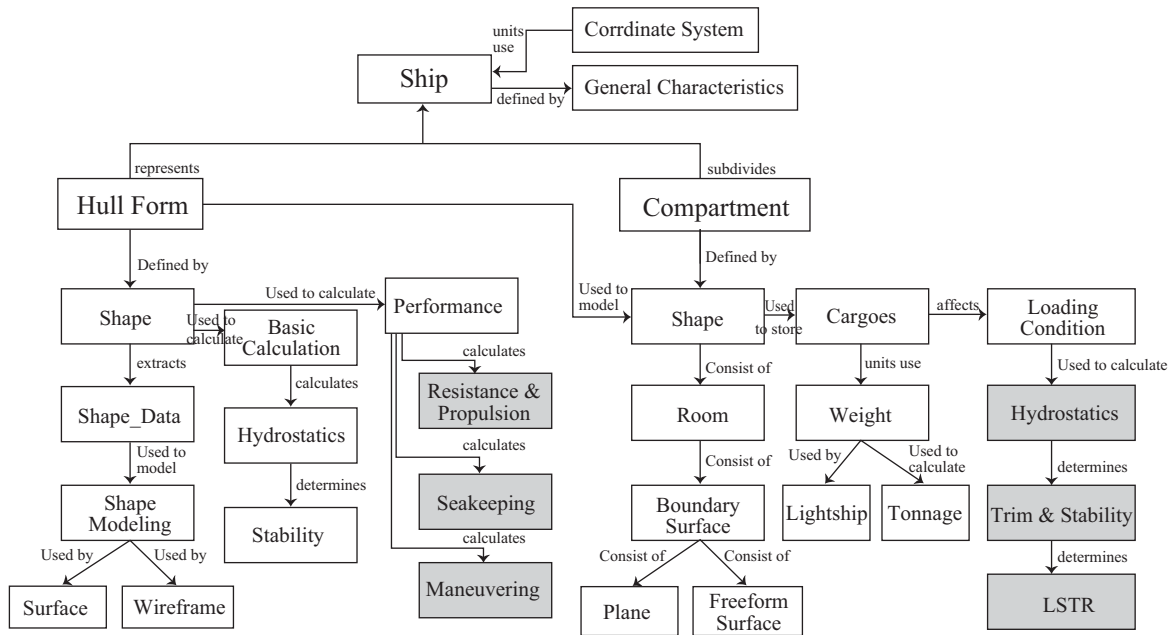 units
use
Corrdinate System
Ship
defined by
General Characteristics
represents
subdivides
Hull Form
Compartment
Defined by
Defined by
Shape
Used to calculate
Performance
Used to
model
Shape
Used
to store
Cargoes
affects
Loading
Condition
Used to
calculate
Basic
Calculation
extracts
calculates
calculates
Consist of
units use
Used to calculate
Shape_Data
Hydrostatics
Resistance &
Propulsion
Room
Weight
Hydrostatics
Used to
model
determines
calculates
Consist of
Used by
Used to
calculate
determines
Shape
Modeling
Stability
Seakeeping
Boundary
Surface
Lightship
Tonnage
Trim & Stability
Used by
Used by
calculates
Consist of
Consist of
determines
Surface
Wireframe
Maneuvering
Plane
Freeform
Surface
LSTR